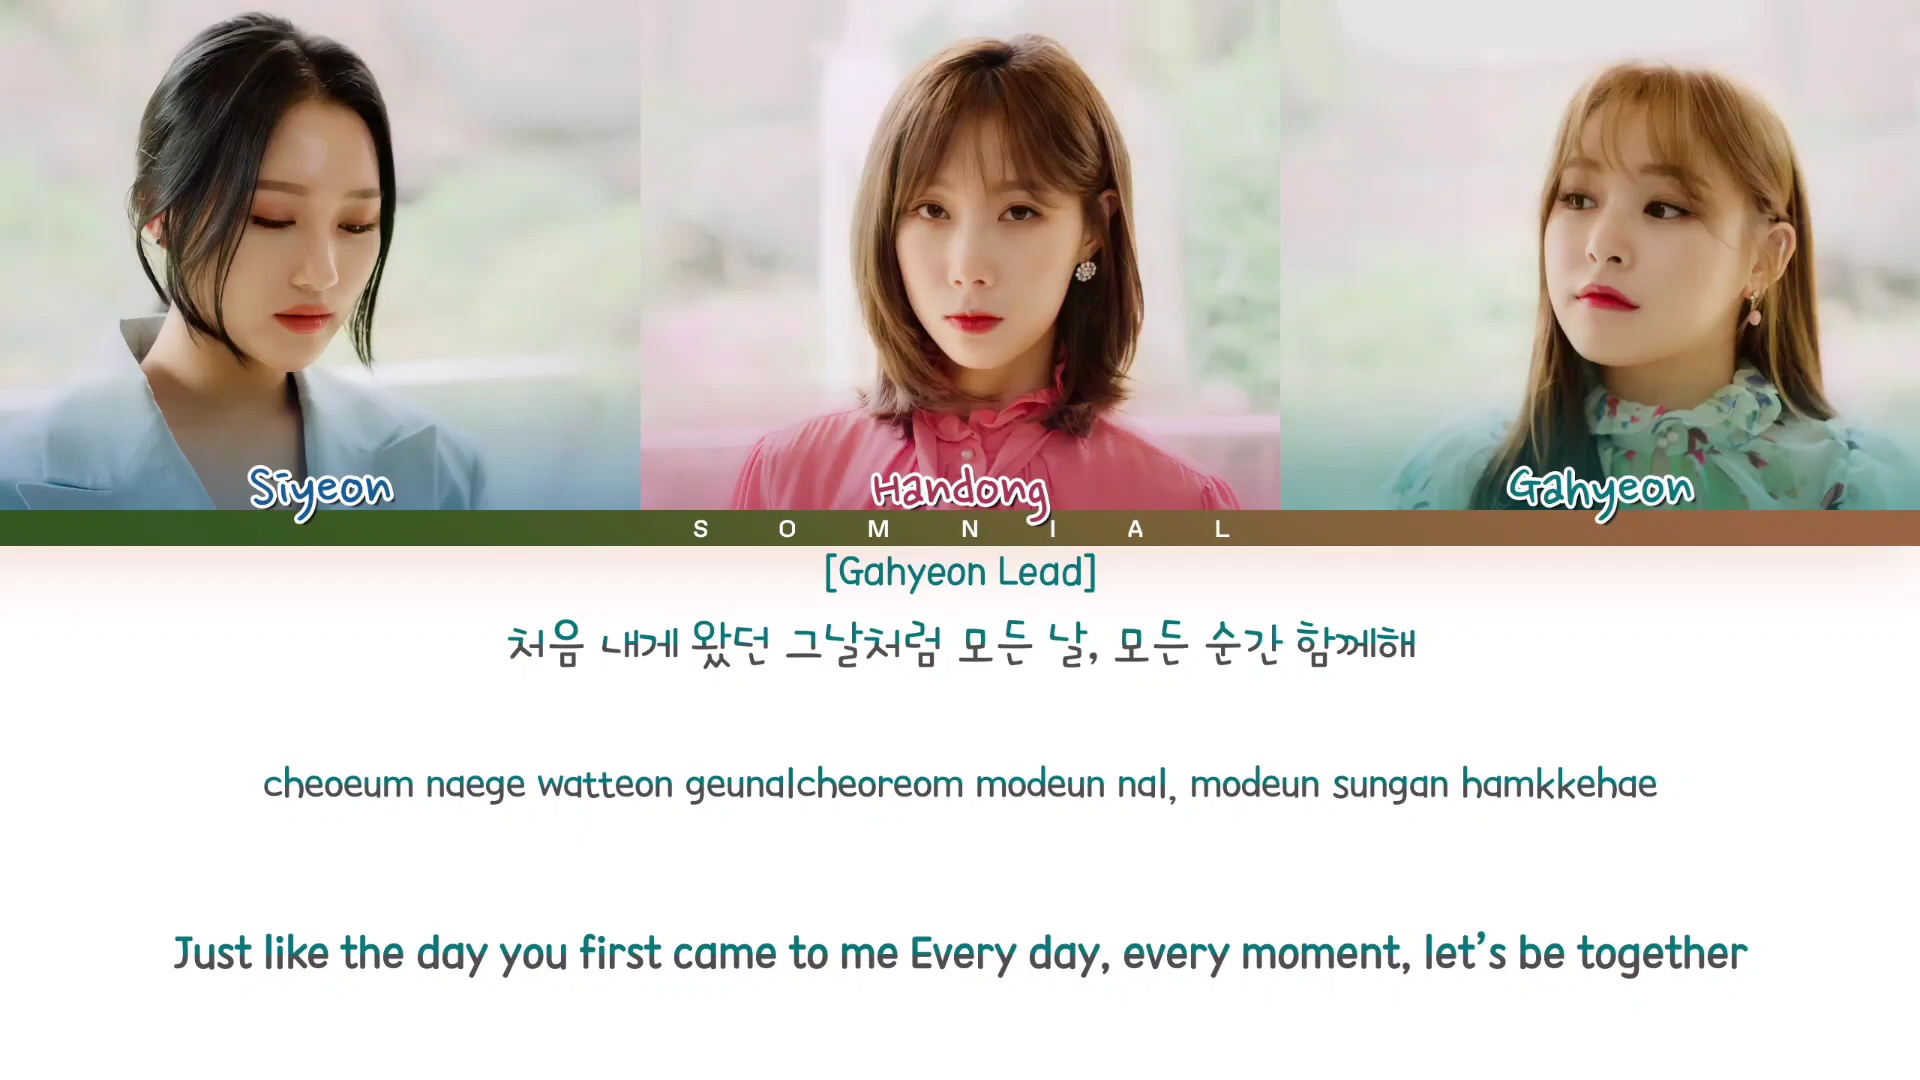 Siyeon
Handong
Gahyeon
SOMNIAL
[Gahyeon Lead]
처음 내게 왔던 그날처럼 모든 날, 모든 순간 함께해
cheoeum naege watteon geunalcheoreom modeun nal, modeun sungan hamkkehae
Just like the day you first came to me Every day, every moment, let's be together